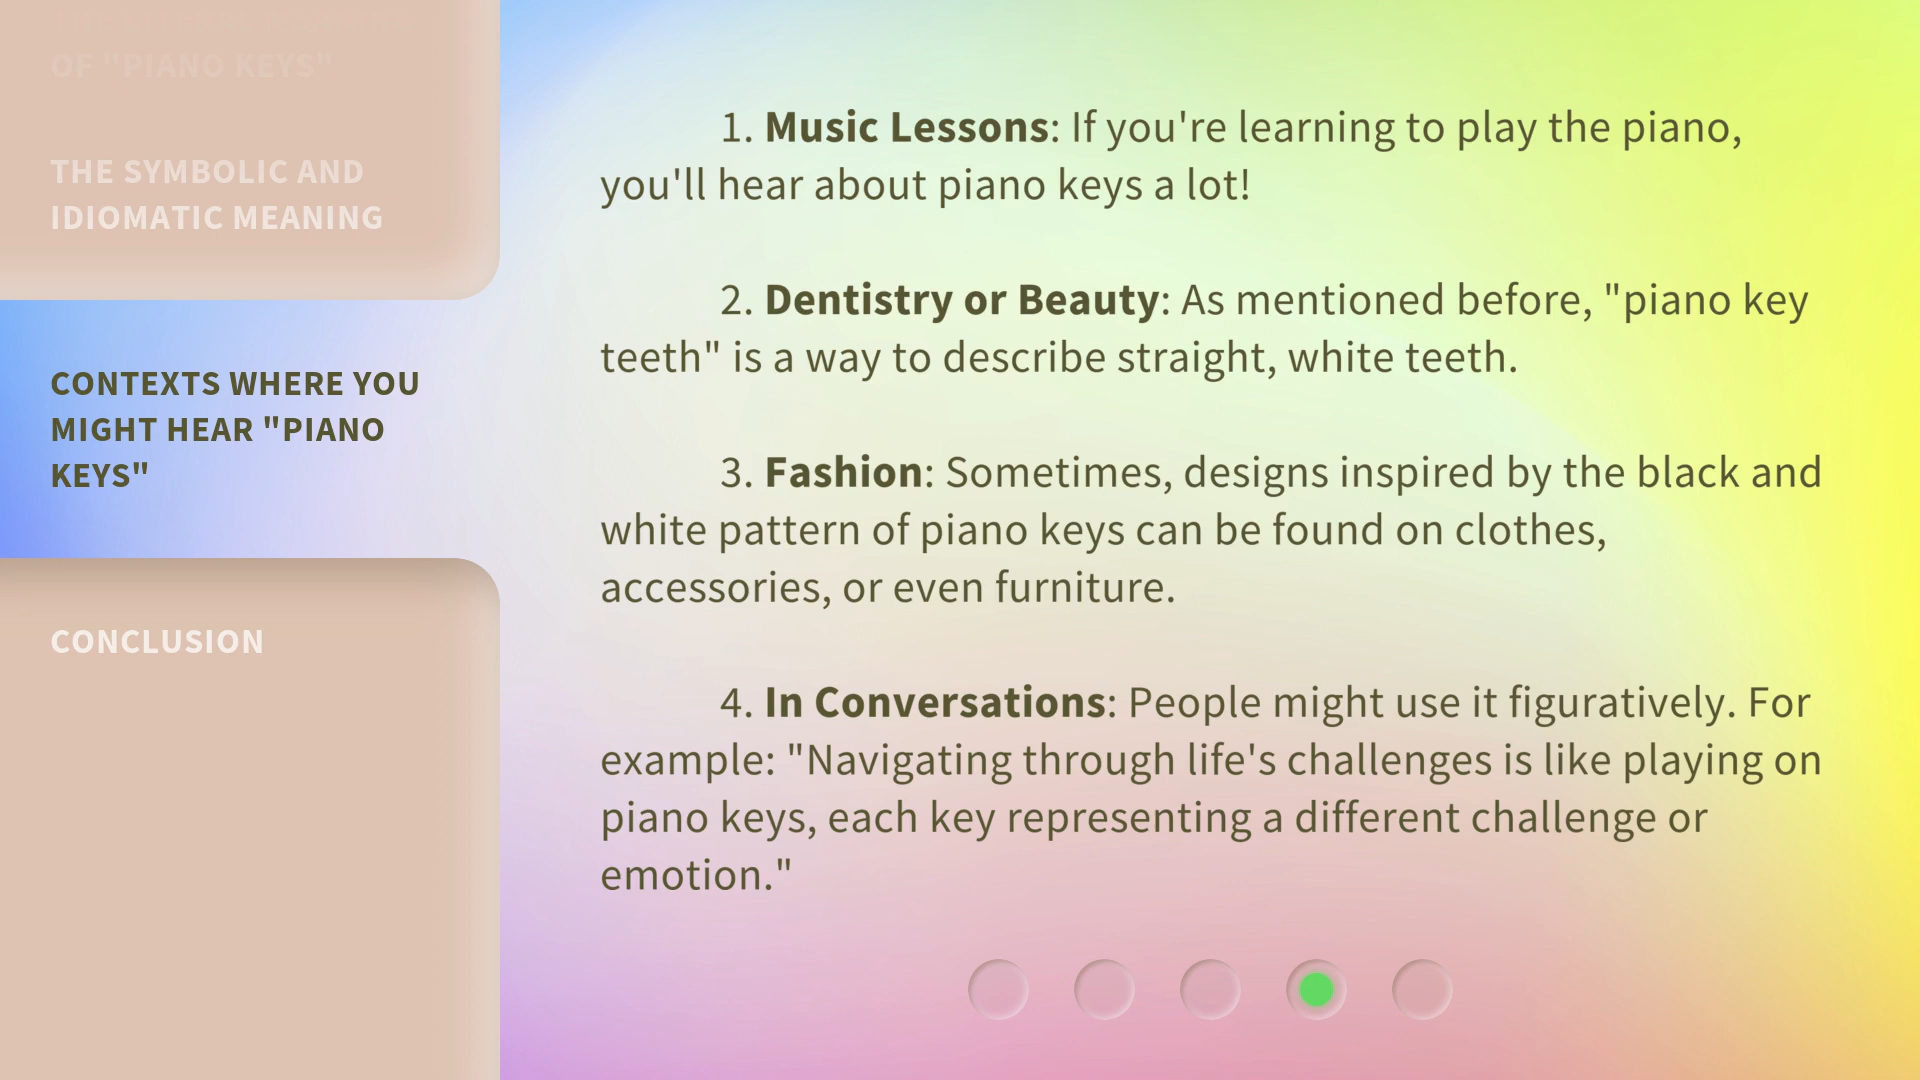 OF "PIANO KEYS"
THE SYMBOLIC AND
IDIOMATIC MEANING
CONTEXTS WHERE YOU
MIGHT HEAR "PIANO
KEYS"
CONCLUSION
1. Music Lessons: If you're learning to play the piano,
you'll hear about piano keys a lot!
2. Dentistry or Beauty: As mentioned before, "piano key
teeth" is a way to describe straight, white teeth.
3. Fashion: Sometimes, designs inspired by the black and
white pattern of piano keys can be found on clothes,
accessories, or even furniture.
4. In Conversations: People might use it figuratively. For
example: "Navigating through life's challenges is like playing on
piano keys, each key representing a different challenge or
emotion."